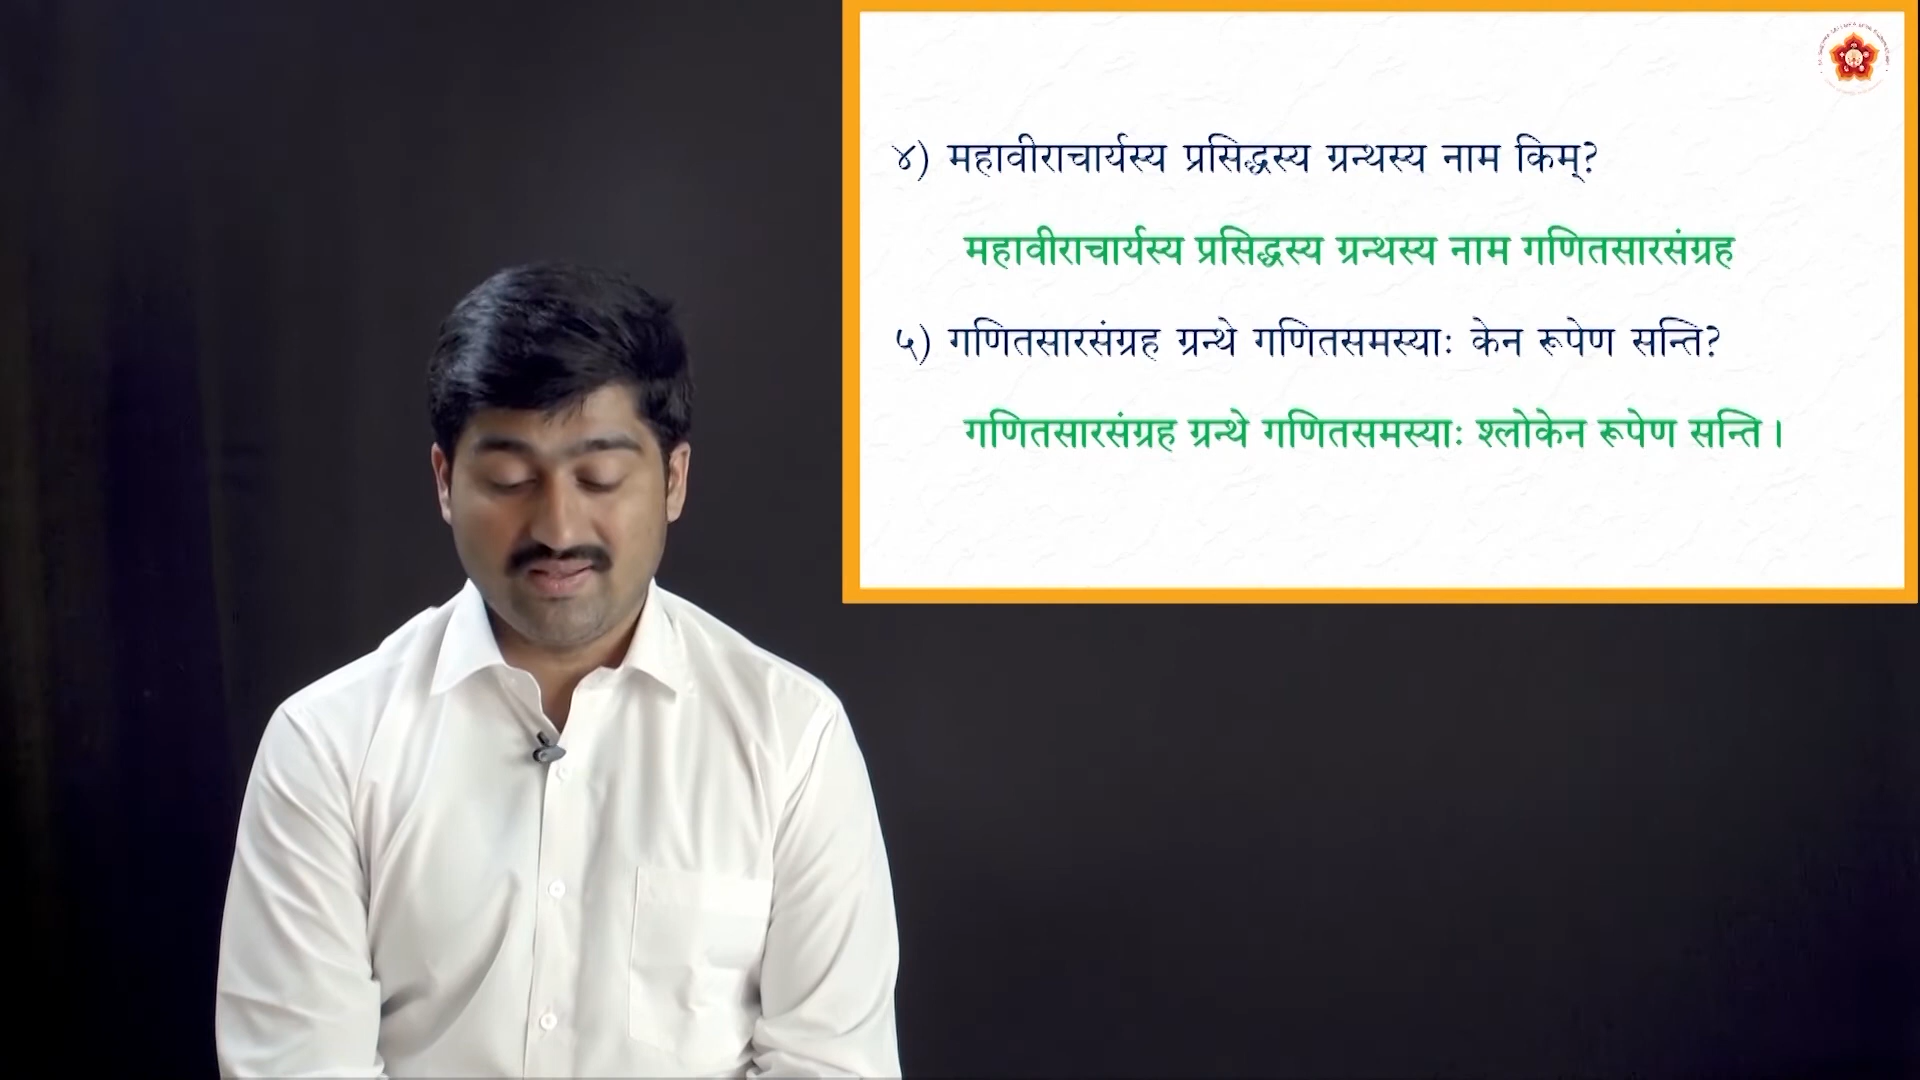 ४) महावीराचार्यस्य प्रसिद्धस्य ग्रन्थस्य नाम किम्?
महावीराचार्यस्य प्रसिद्धस्य ग्रन्थस्य नाम गणितसारसंग्रह
५) गणितसारसंग्रह ग्रन्थे गणितसमस्याः केन रूपेण सन्ति?
गणितसारसंग्रह ग्रन्थे गणितसमस्याः श्लोकेन रूपेण सन्ति।